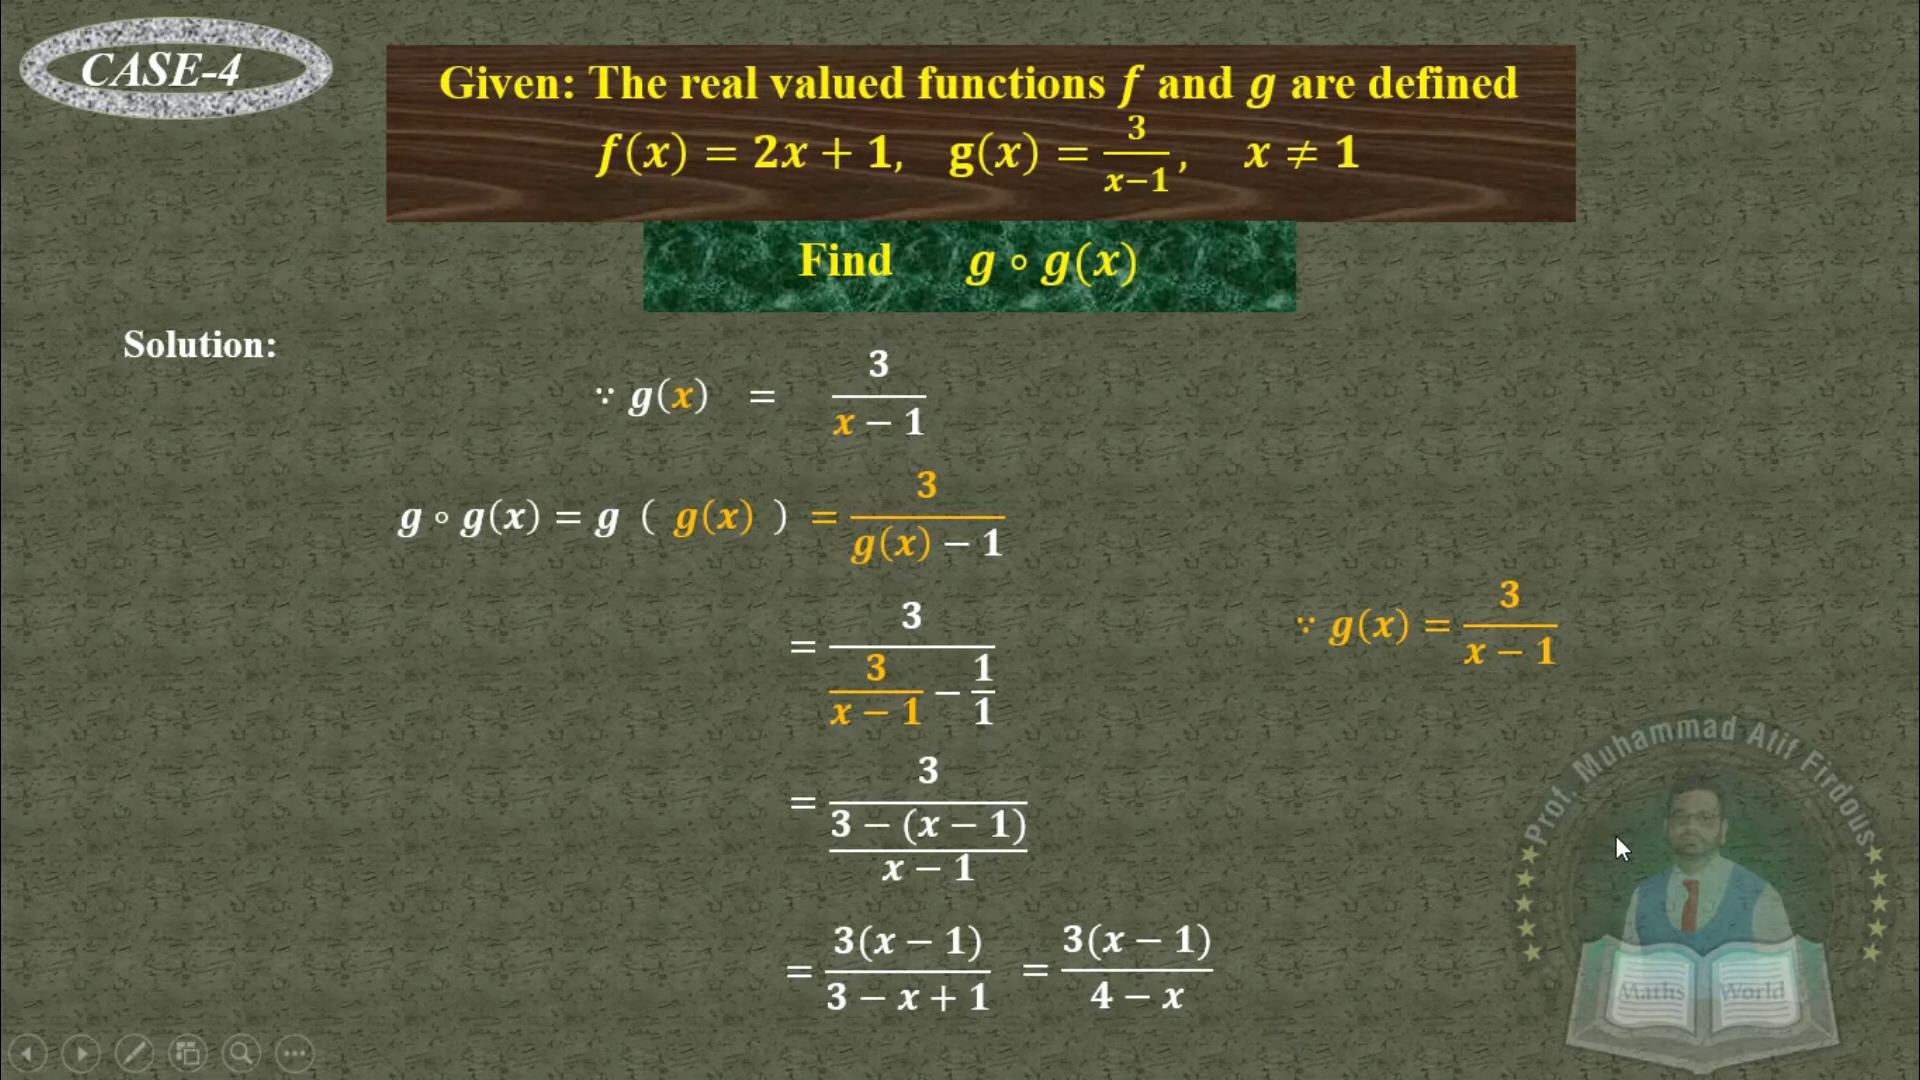 CASE-4
Given: The real valued functions f and g are defined
f(x) = 2x + 1, g(x) = 3/(x−1), x ≠ 1
Find g ∘ g(x)
Solution:
∵ g(x) = 3/(x − 1)
g ∘ g(x) = g ( g(x) ) = 3/(g(x) − 1)
= 3/(3/(x − 1) − 1/1)
∵ g(x) = 3/(x − 1)
= 3/((3 − (x − 1))/(x − 1))
= 3(x − 1)/(3 − x + 1) = 3(x − 1)/(4 − x)
Prof. Muhammad Atif Firdous
Maths World